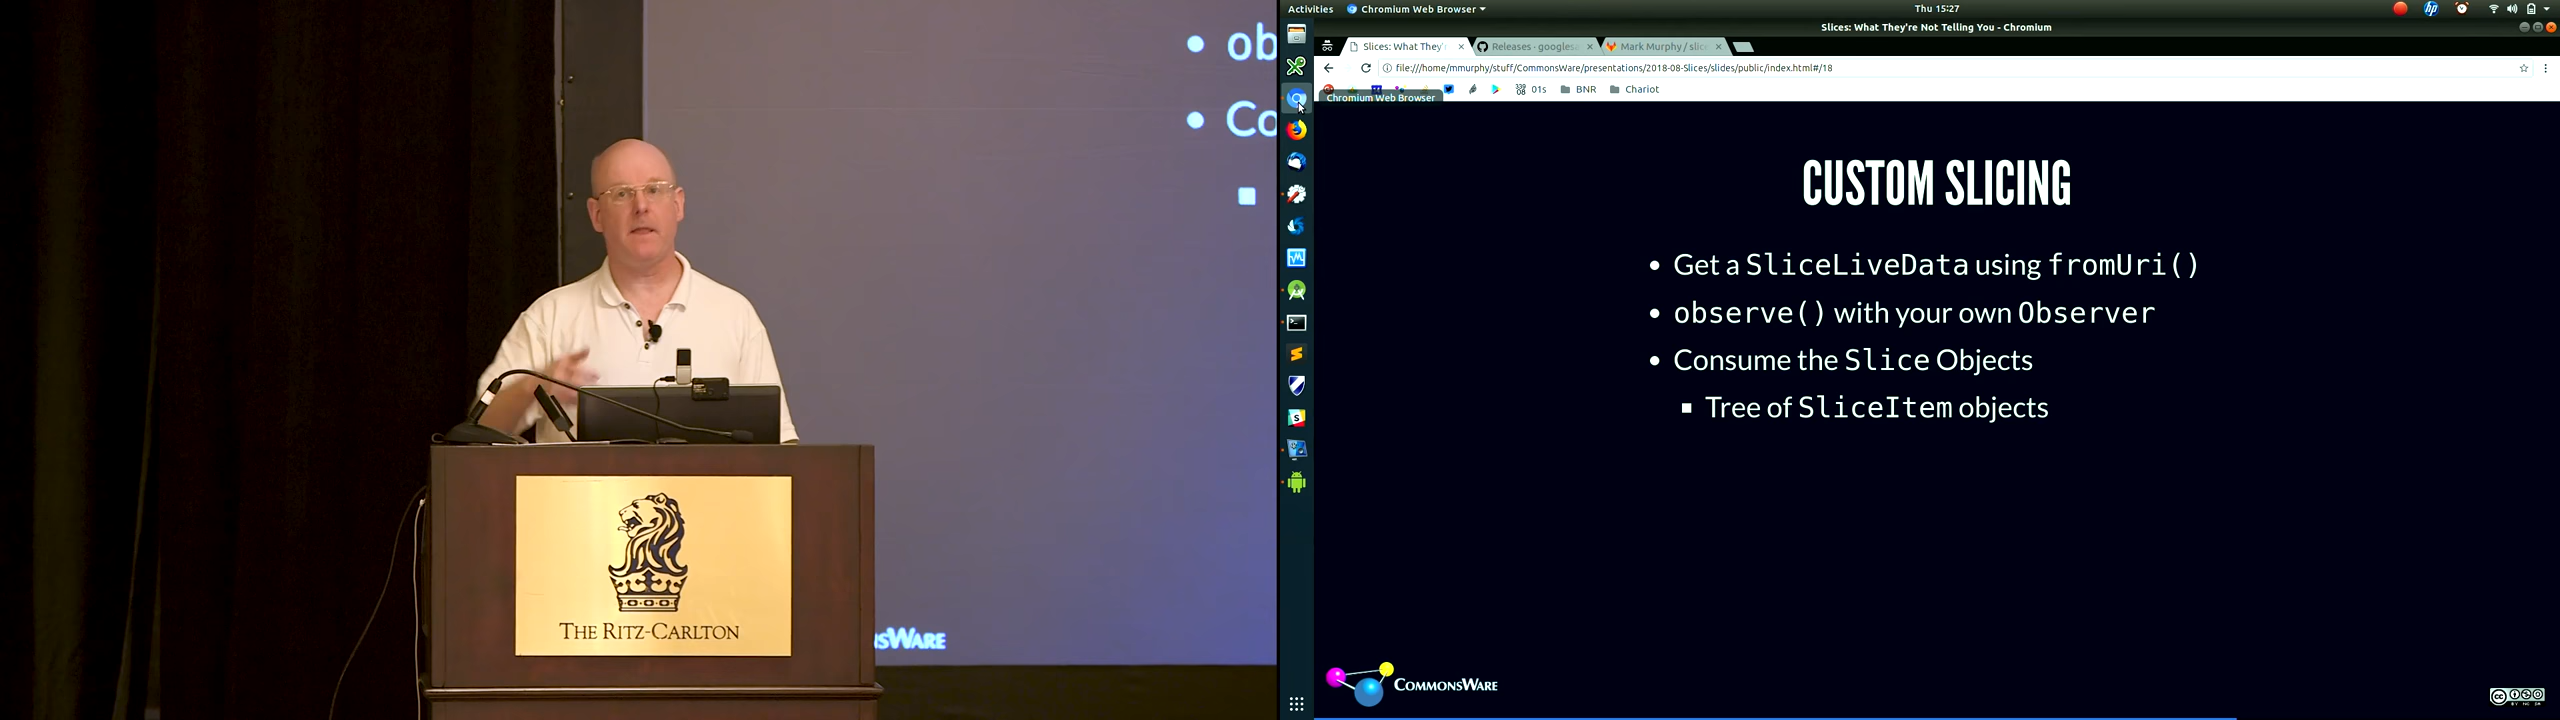 • ob
• Co
THE RITZ-CARLTON
SWARE
Activities
Chromium Web Browser
Thu 15:27
Slices: What They're Not Telling You - Chromium
Slices: What They'
Releases · googlesa
Mark Murphy / slice
file:///home/mmurphy/stuff/CommonsWare/presentations/2018-08-Slices/slides/public/index.html#/18
01s
BNR
Chariot
Chromium Web Browser
CUSTOM SLICING
• Get a SliceLiveData using fromUri()
• observe() with your own Observer
• Consume the Slice Objects
▪ Tree of SliceItem objects
COMMONSWARE